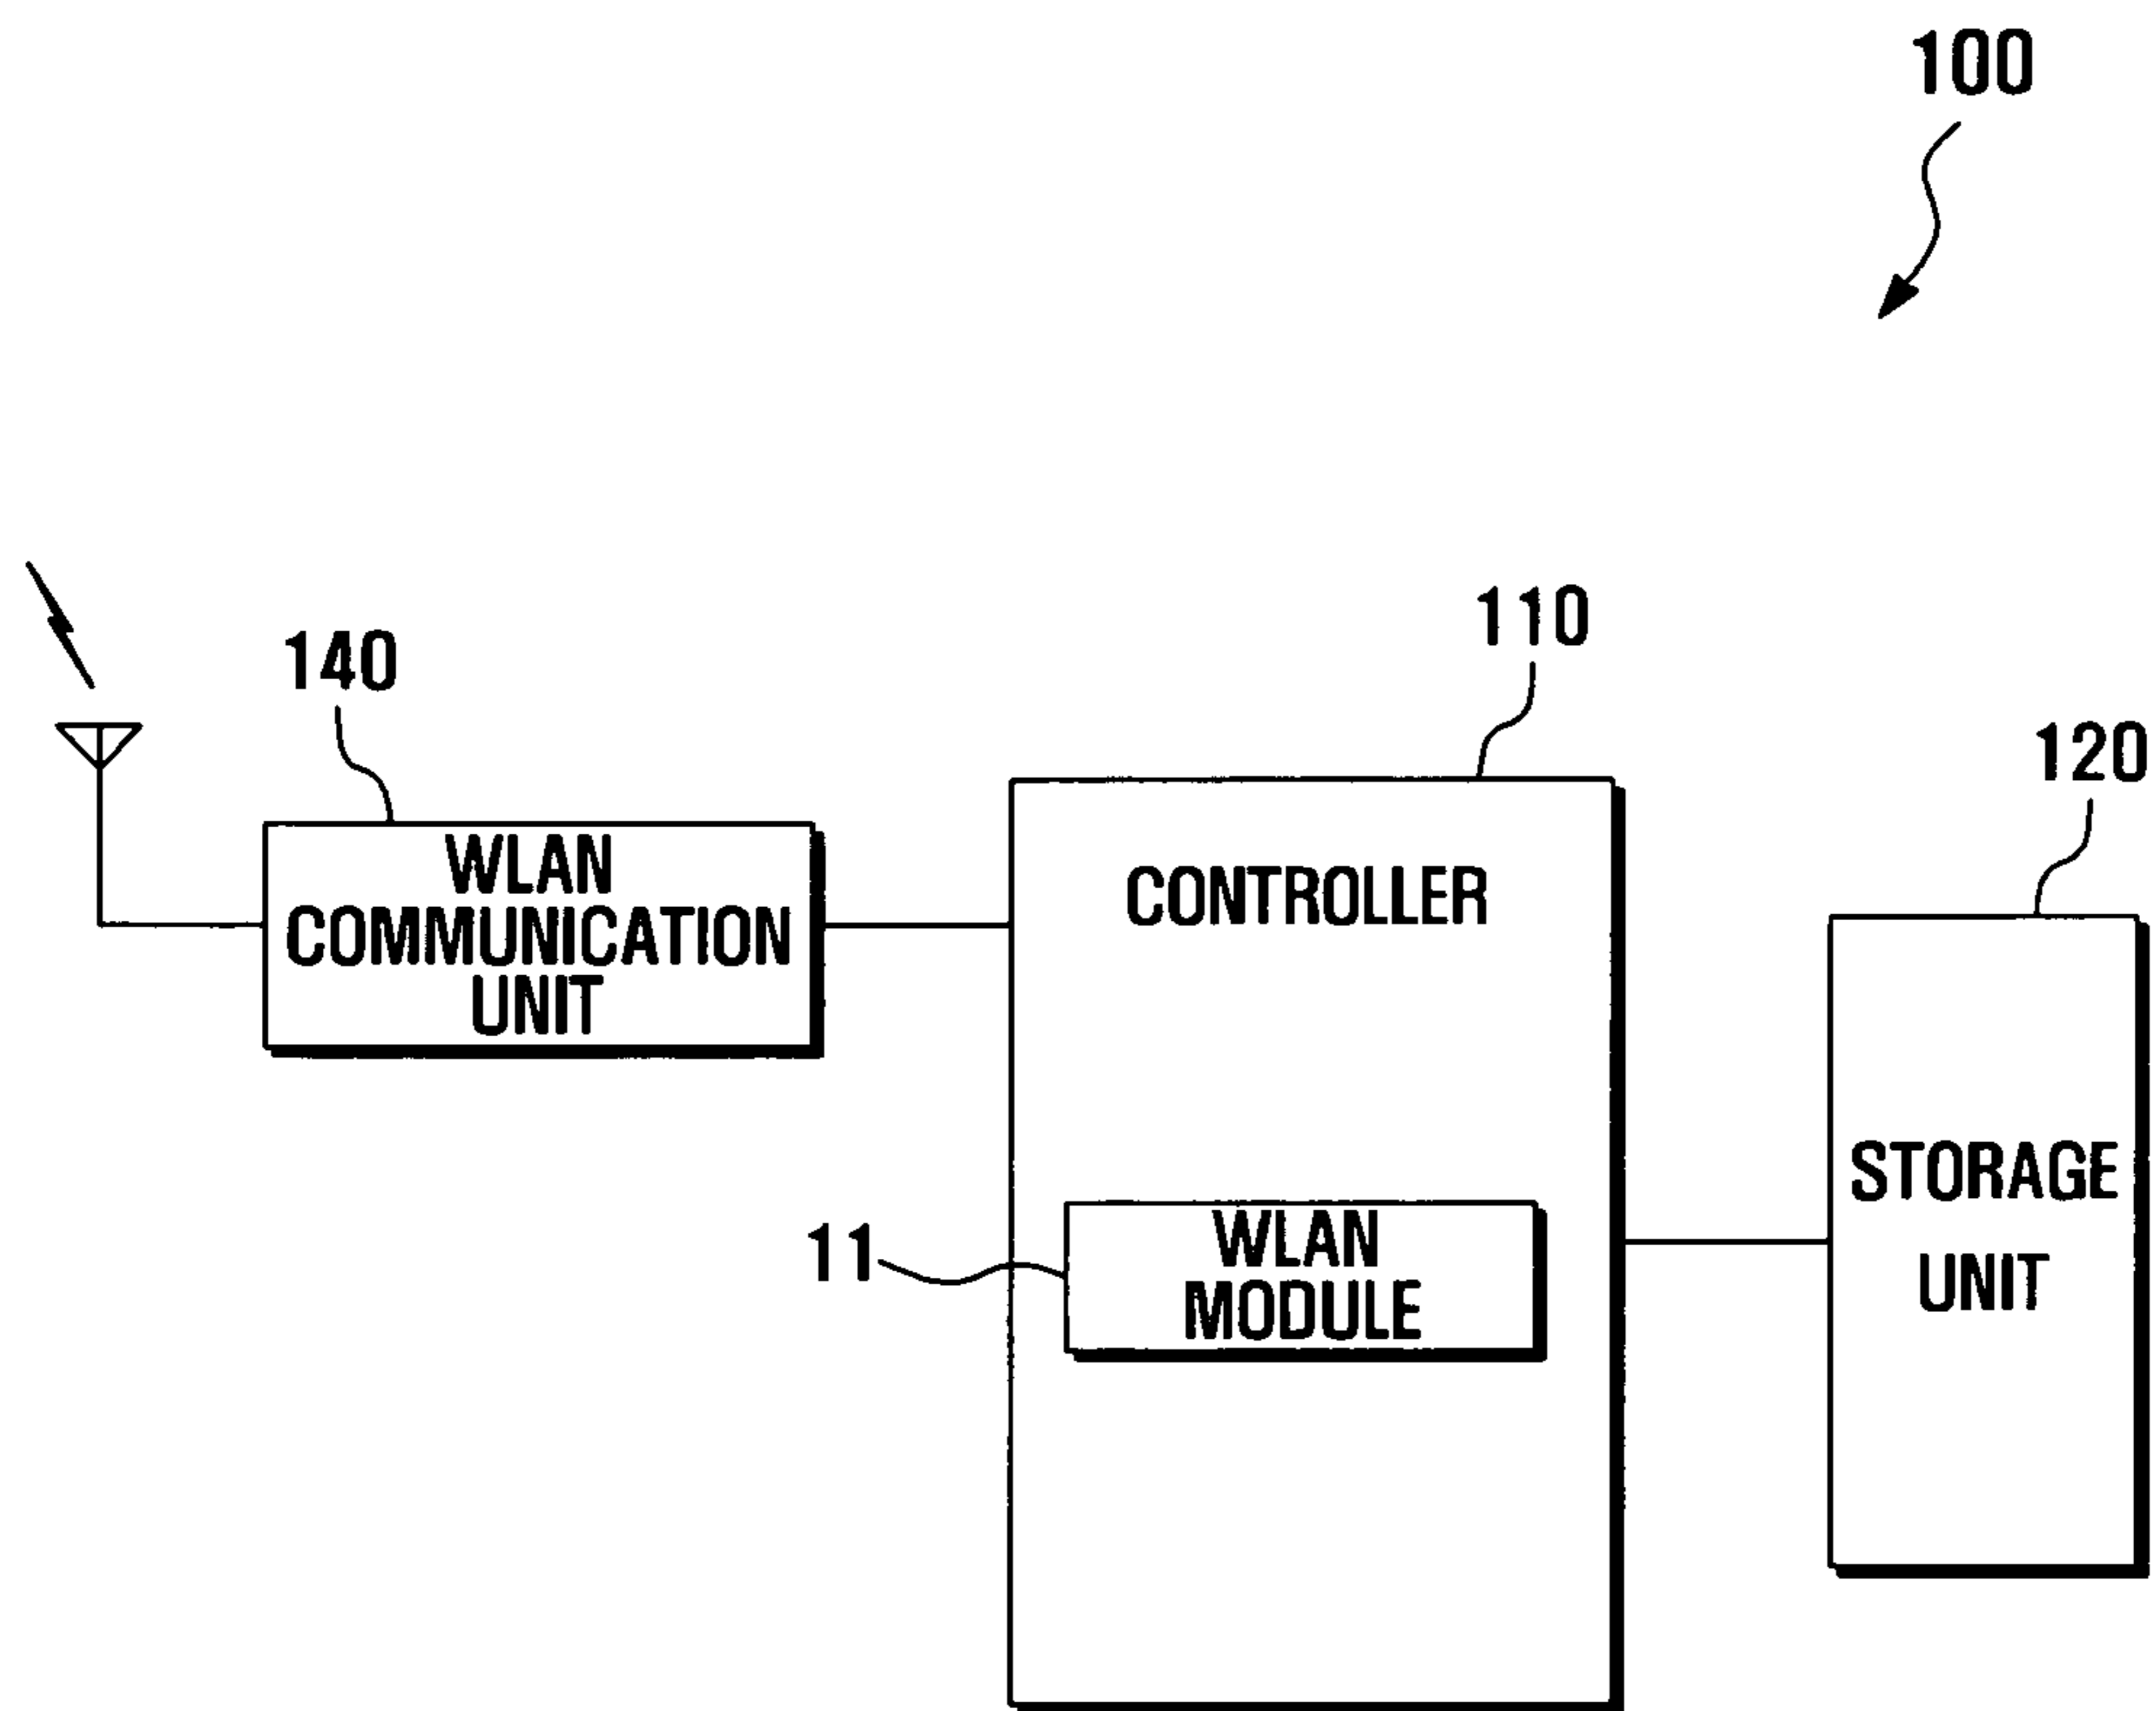 100
140
110
120
WLAN
COMMUNICATION
UNIT
CONTROLLER
STORAGE
UNIT
11
WLAN
MODULE